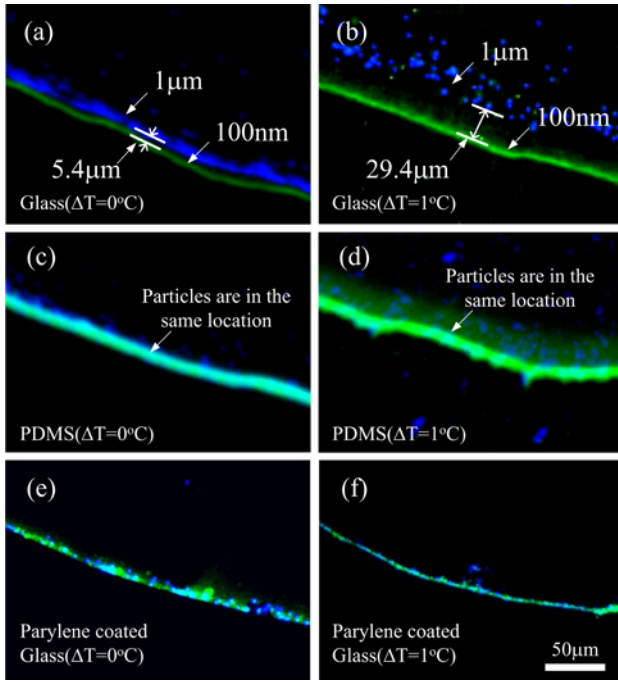 (a)
1μm
100nm
5.4μm
Glass(ΔT=0°C)
(b)
1μm
100nm
29.4μm
Glass(ΔT=1°C)
(c)
Particles are in the
same location
PDMS(ΔT=0°C)
(d)
Particles are in the
same location
PDMS(ΔT=1°C)
(e)
Parylene coated
Glass(ΔT=0°C)
(f)
Parylene coated
Glass(ΔT=1°C)
50μm